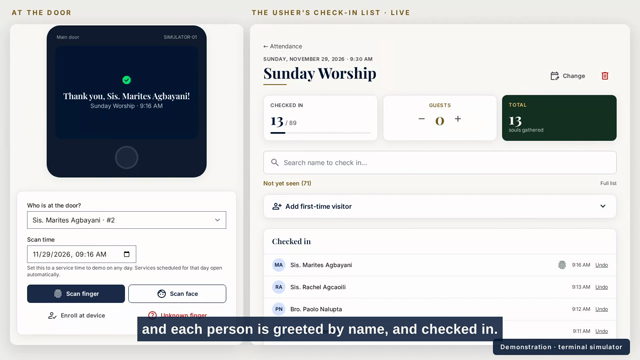 AT THE DOOR
Main door
SIMULATOR-01
Thank you, Sis. Marites Agbayani!
Sunday Worship · 9:16 AM
Who is at the door?
Sis. Marites Agbayani · #2
Scan time
11/29/2026, 09:16 AM
Set this to a service time to demo on any day. Services scheduled for that day open
automatically.
Scan finger
Scan face
Enroll at device
Unknown finger
THE USHER'S CHECK-IN LIST · LIVE
← Attendance
SUNDAY, NOVEMBER 29, 2026 · 9:30 AM
Sunday Worship
Change
CHECKED IN
13 / 89
GUESTS
− 0 +
TOTAL
13
souls gathered
Search name to check in...
Not yet seen (71)
Full list
Add first-time visitor
Checked in
MA Sis. Marites Agbayani 9:16 AM Undo
RA Sis. Rachel Agcaoili 9:13 AM Undo
PN Bro. Paolo Nalupta 9:12 AM Undo
9:11 AM Undo
and each person is greeted by name, and checked in.
Demonstration · terminal simulator